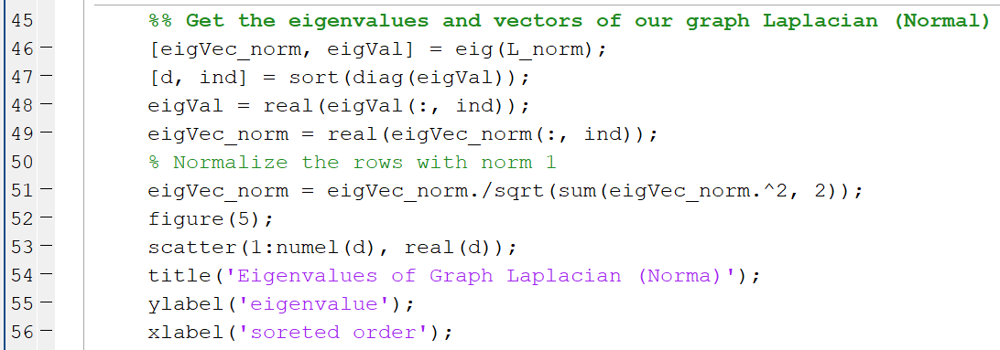 45 %% Get the eigenvalues and vectors of our graph Laplacian (Normal)
46 – [eigVec_norm, eigVal] = eig(L_norm);
47 – [d, ind] = sort(diag(eigVal));
48 – eigVal = real(eigVal(:, ind));
49 – eigVec_norm = real(eigVec_norm(:, ind));
50 % Normalize the rows with norm 1
51 – eigVec_norm = eigVec_norm./sqrt(sum(eigVec_norm.^2, 2));
52 – figure(5);
53 – scatter(1:numel(d), real(d));
54 – title('Eigenvalues of Graph Laplacian (Norma)');
55 – ylabel('eigenvalue');
56 – xlabel('soreted order');